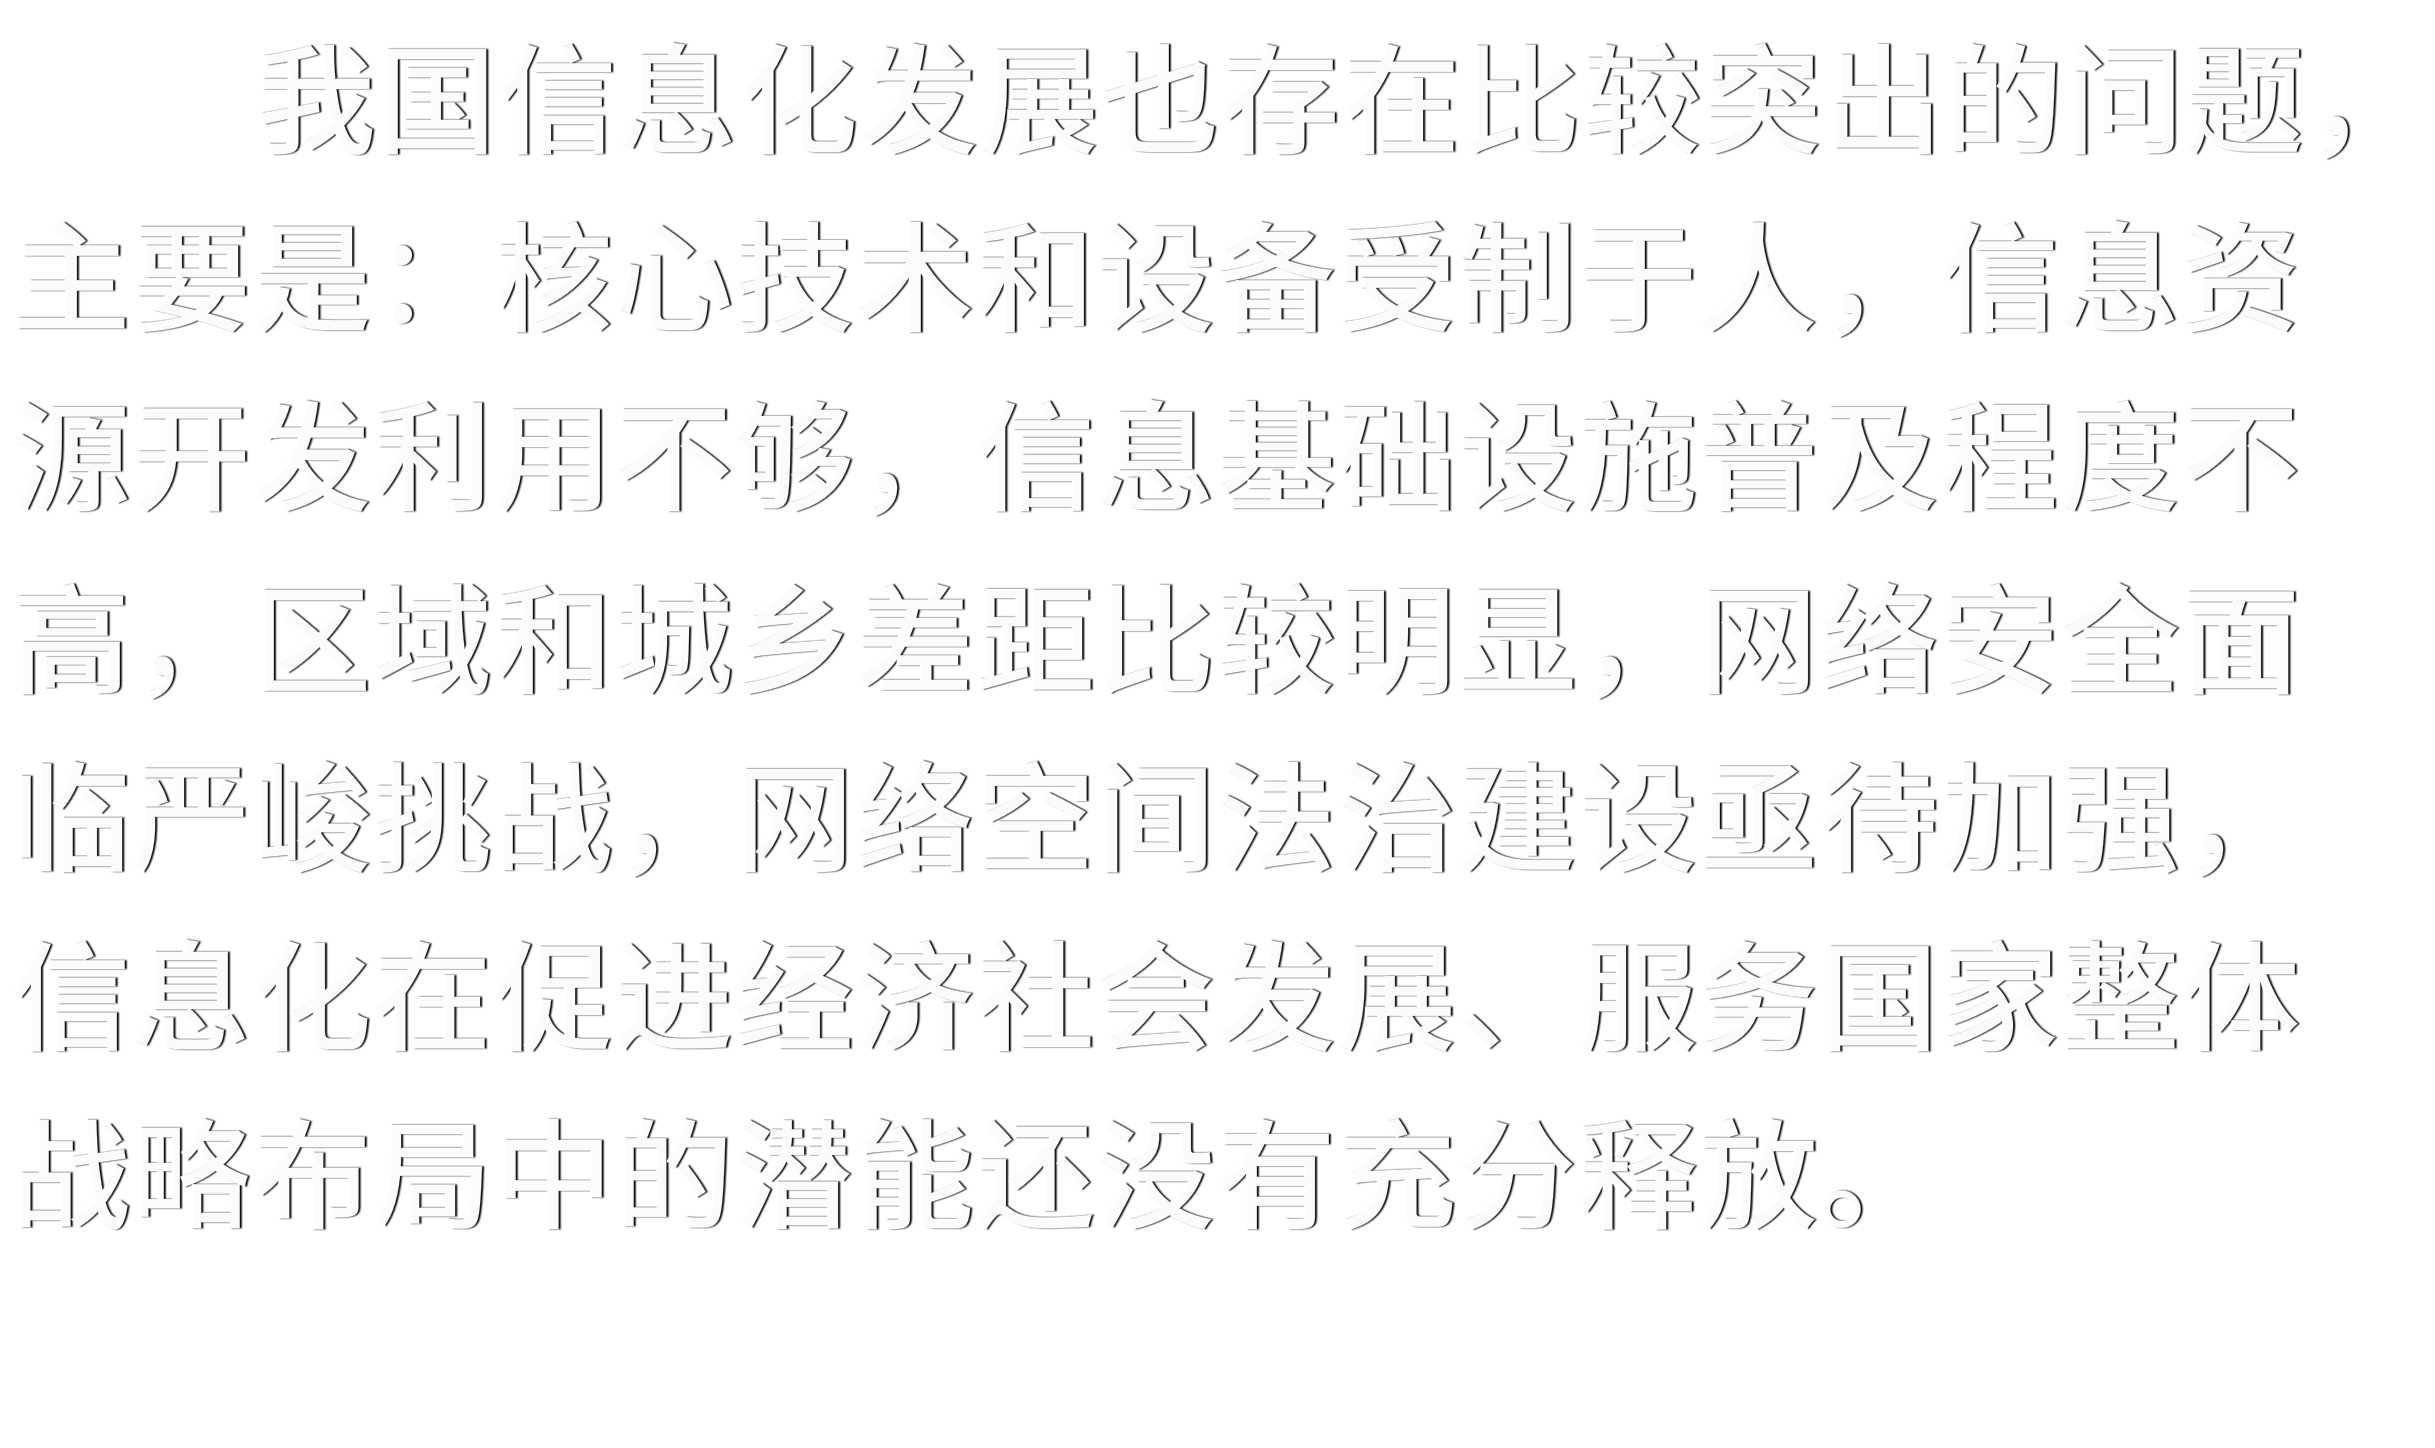 我国信息化发展也存在比较突出的问题，
主要是：核心技术和设备受制于人，信息资
源开发利用不够，信息基础设施普及程度不
高，区域和城乡差距比较明显，网络安全面
临严峻挑战，网络空间法治建设亟待加强，
信息化在促进经济社会发展、服务国家整体
战略布局中的潜能还没有充分释放。